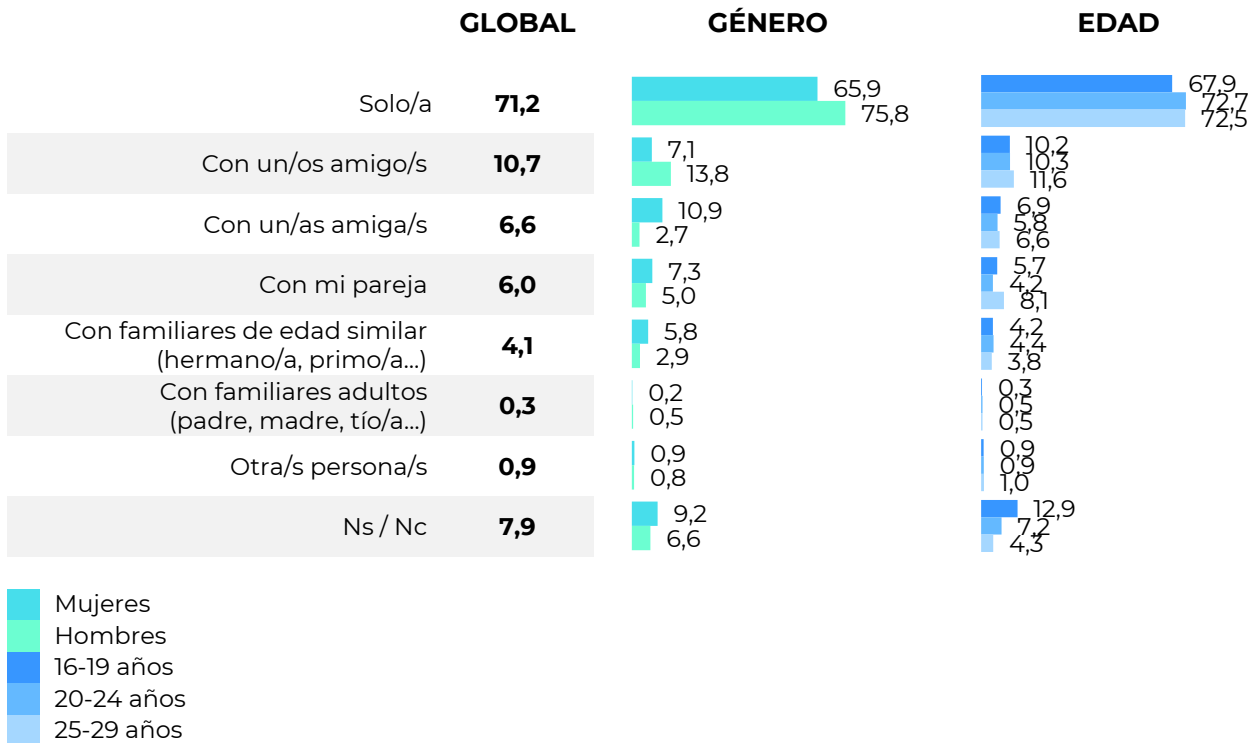 GLOBAL GÉNERO EDAD
Solo/a 71,2 65,9 75,8 67,9 72,7 72,5
Con un/os amigo/s 10,7 7,1 13,8 10,2 10,3 11,6
Con un/as amiga/s 6,6 10,9 2,7 6,9 5,8 6,6
Con mi pareja 6,0 7,3 5,0 5,7 4,2 8,1
Con familiares de edad similar
(hermano/a, primo/a...) 4,1 5,8 2,9 4,2 4,4 3,8
Con familiares adultos
(padre, madre, tío/a...) 0,3 0,2 0,5 0,3 0,5 0,5
Otra/s persona/s 0,9 0,9 0,8 0,9 0,9 1,0
Ns / Nc 7,9 9,2 6,6 12,9 7,2 4,3
Mujeres
Hombres
16-19 años
20-24 años
25-29 años